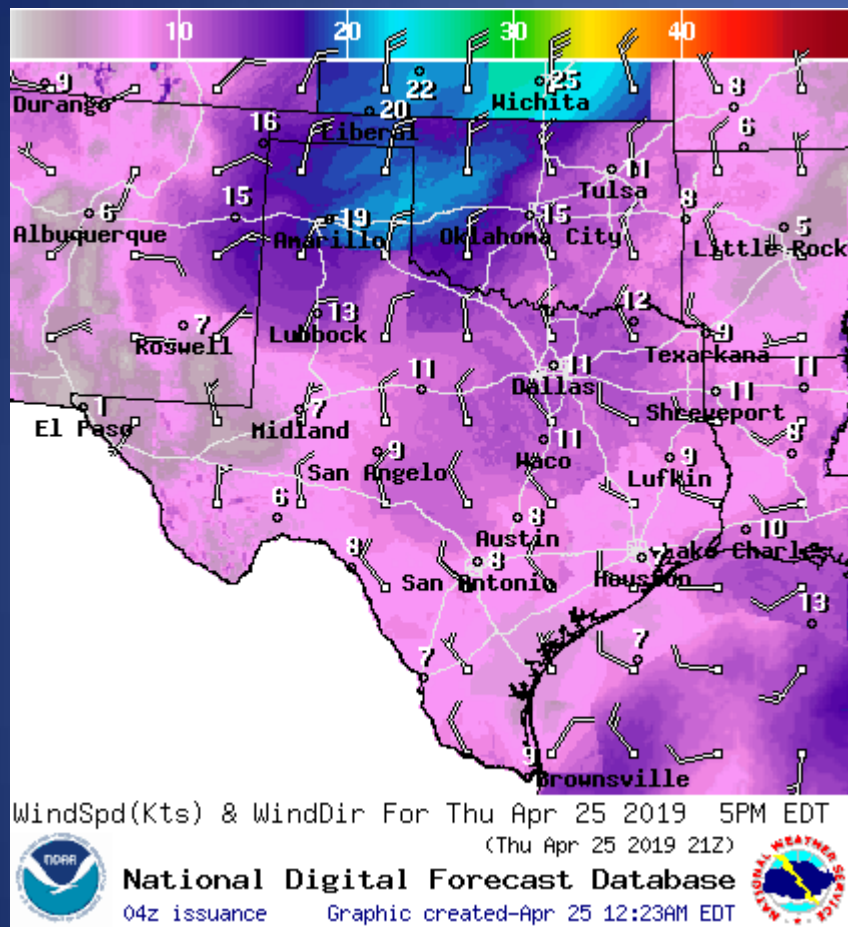 10 20 30 40
9
Durango
22
25
Wichita
8
20
Liberal
16
6
11
Tulsa
6
Albuquerque
15
19
Amarillo
15
Oklahoma City
8
5
Little Rock
7
Roswell
13
Lubbock
12
9
Texarkana
11
11
Dallas
11
11
Shreveport
1
El Paso
7
Midland
9
San Angelo
11
Waco
9
Lufkin
8
6
8
Austin
10
Lake Charles
8
8
San Antonio
7
Houston
13
7
7
9
Brownsville
WindSpd(Kts) & WindDir For Thu Apr 25 2019 5PM EDT
(Thu Apr 25 2019 21Z)
NOAA
National Digital Forecast Database
04z issuance Graphic created-Apr 25 12:23AM EDT
NATIONAL WEATHER SERVICE